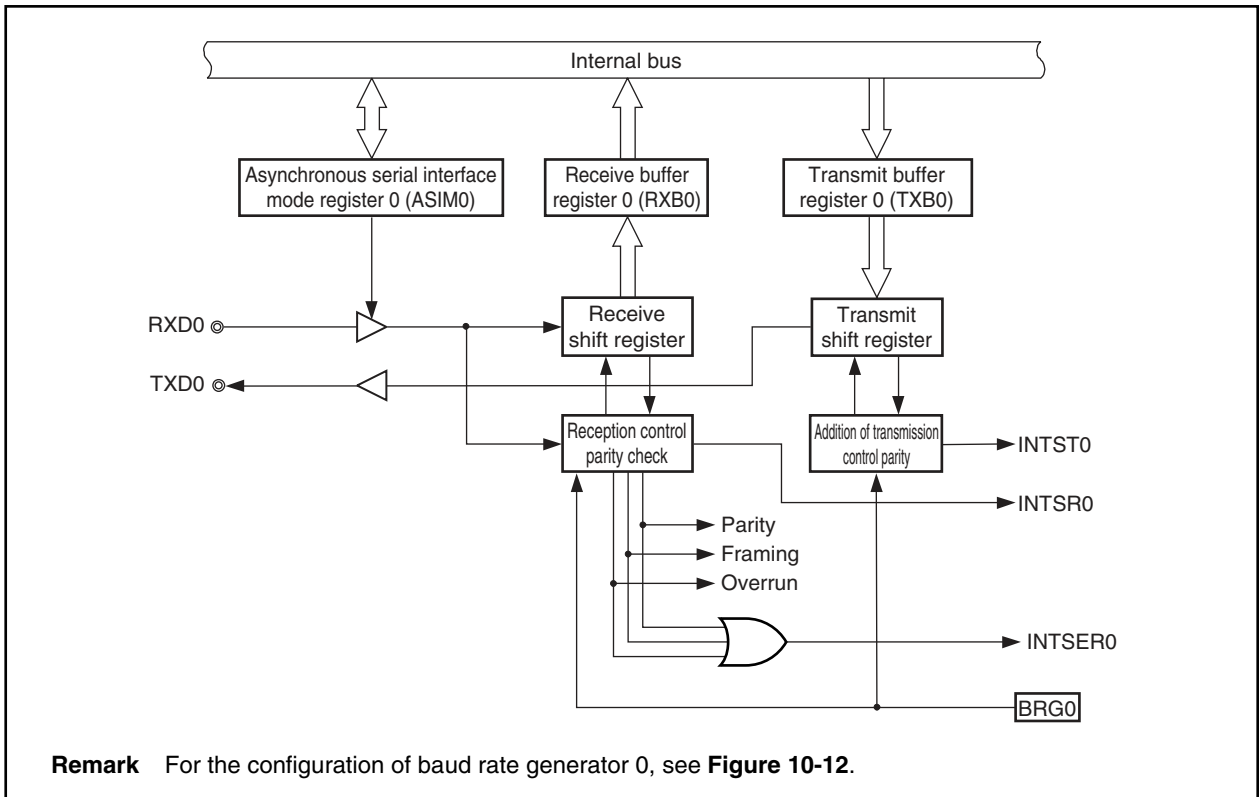 Internal bus
Asynchronous serial interface
mode register 0 (ASIM0)
Receive buffer
register 0 (RXB0)
Transmit buffer
register 0 (TXB0)
RXD0
Receive
shift register
Transmit
shift register
TXD0
Reception control
parity check
Addition of transmission
control parity
INTST0
INTSR0
Parity
Framing
Overrun
INTSER0
BRG0
Remark For the configuration of baud rate generator 0, see Figure 10-12.